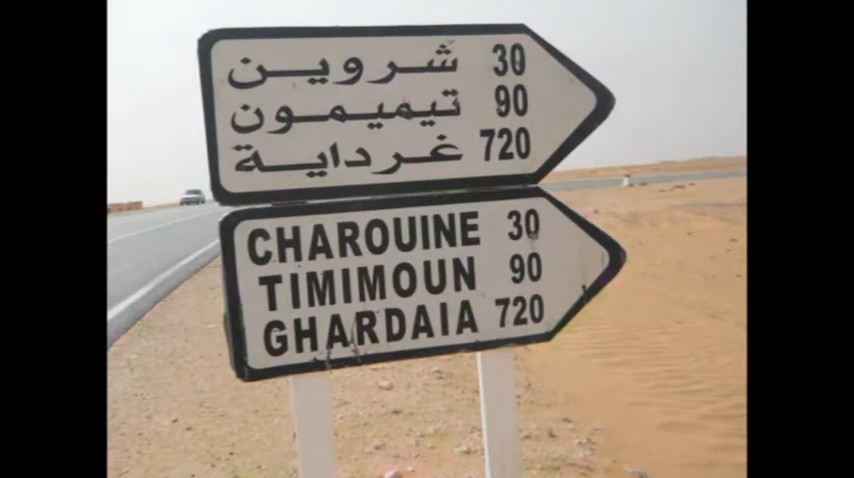 شروين 30
تيميمون 90
غرداية 720
CHAROUINE 30
TIMIMOUN 90
GHARDAIA 720